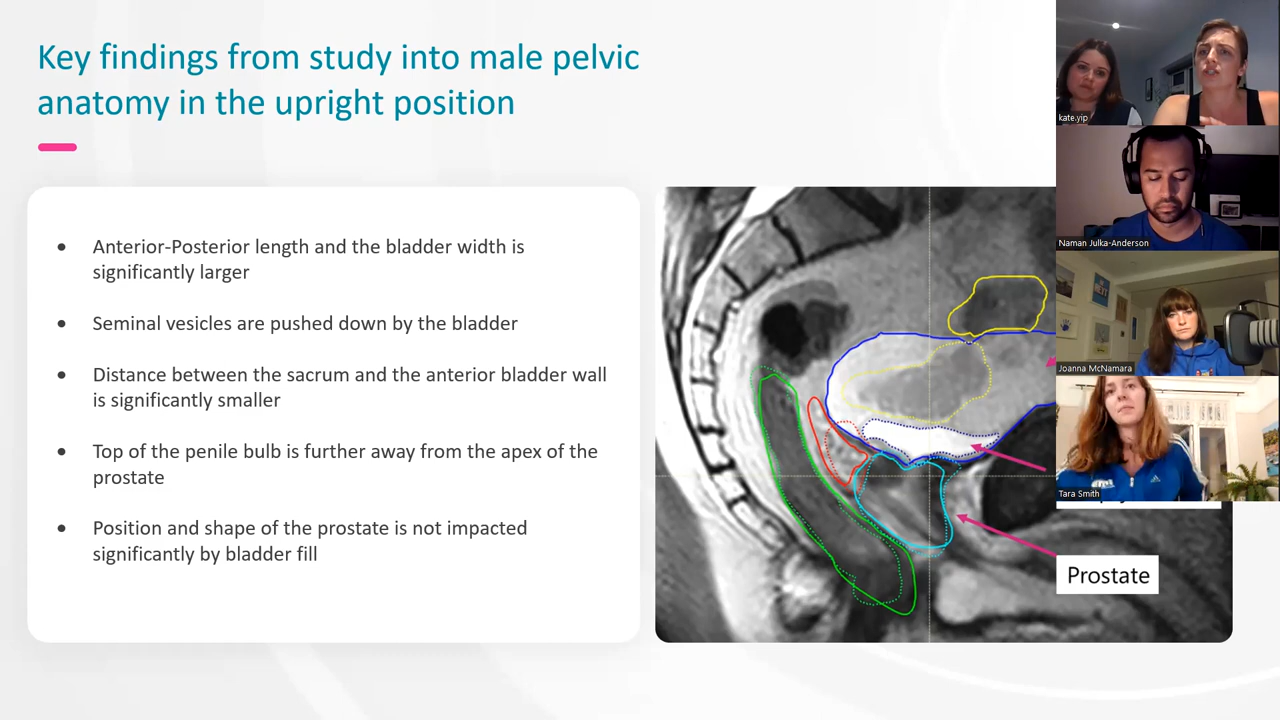 Key findings from study into male pelvic
anatomy in the upright position
Anterior-Posterior length and the bladder width is
significantly larger
Seminal vesicles are pushed down by the bladder
Distance between the sacrum and the anterior bladder wall
is significantly smaller
Top of the penile bulb is further away from the apex of the
prostate
Position and shape of the prostate is not impacted
significantly by bladder fill
Prostate
kate.yip
Naman Julka-Anderson
Joanna McNamara
Tara Smith